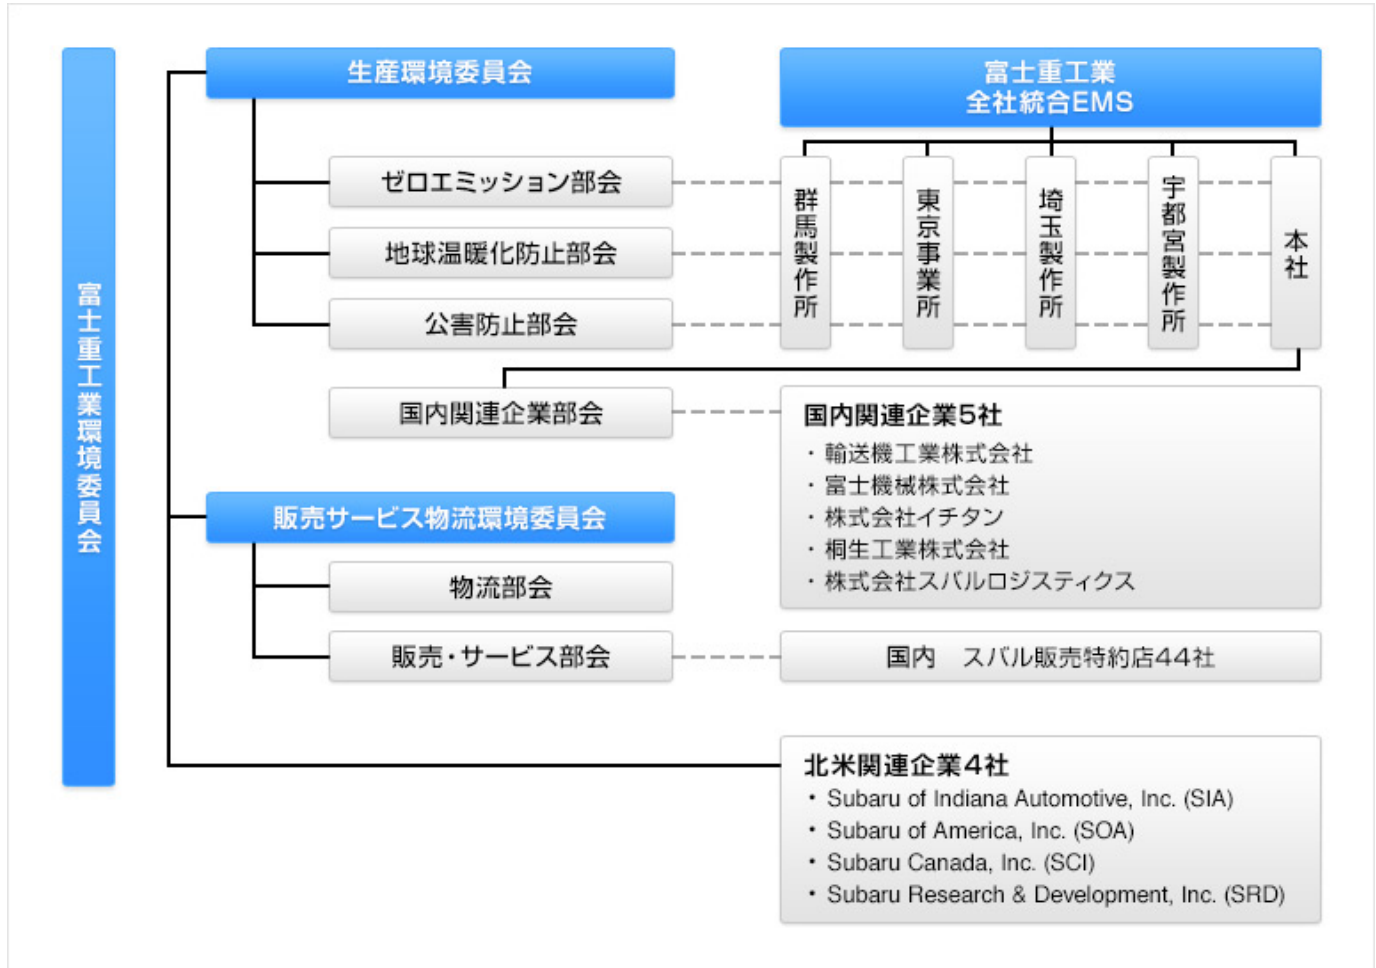 富士重工業環境委員会
生産環境委員会
ゼロエミッション部会
地球温暖化防止部会
公害防止部会
富士重工業
全社統合EMS
群馬製作所
東京事業所
埼玉製作所
宇都宮製作所
本社
国内関連企業部会
国内関連企業5社
・輸送機工業株式会社
・富士機械株式会社
・株式会社イチタン
・桐生工業株式会社
・株式会社スバルロジスティクス
販売サービス物流環境委員会
物流部会
販売・サービス部会
国内　スバル販売特約店44社
北米関連企業4社
・Subaru of Indiana Automotive, Inc. (SIA)
・Subaru of America, Inc. (SOA)
・Subaru Canada, Inc. (SCI)
・Subaru Research & Development, Inc. (SRD)